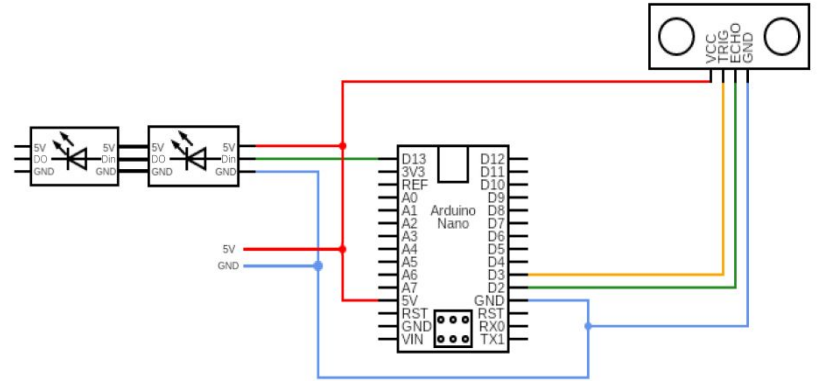 VCC
TRIG
ECHO
GND
5V 5V 5V 5V
DO Din DO Din
GND GND GND GND
D13 D12
3V3 D11
REF D10
A0 D9
A1 D8
Arduino
Nano
A2 D7
A3 D6
A4 D5
A5 D4
A6 D3
A7 D2
5V GND
RST RST
GND RX0
VIN TX1
5V
GND